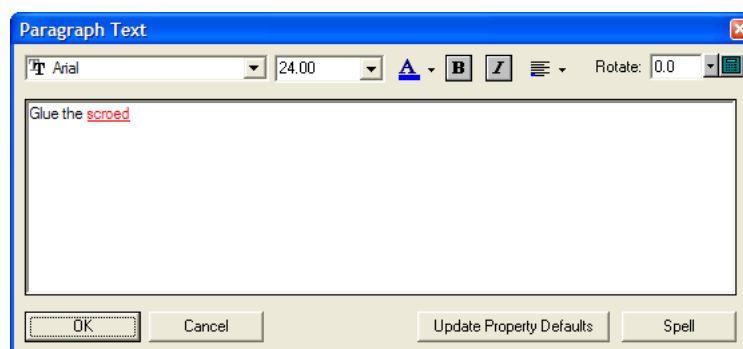 Paragraph Text
Arial 24.00 A B I Rotate: 0.0
Glue the scroed
OK Cancel Update Property Defaults Spell